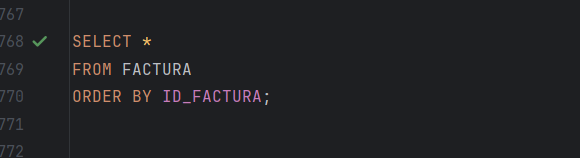 767
768 SELECT *
769 FROM FACTURA
770 ORDER BY ID_FACTURA;
771
772